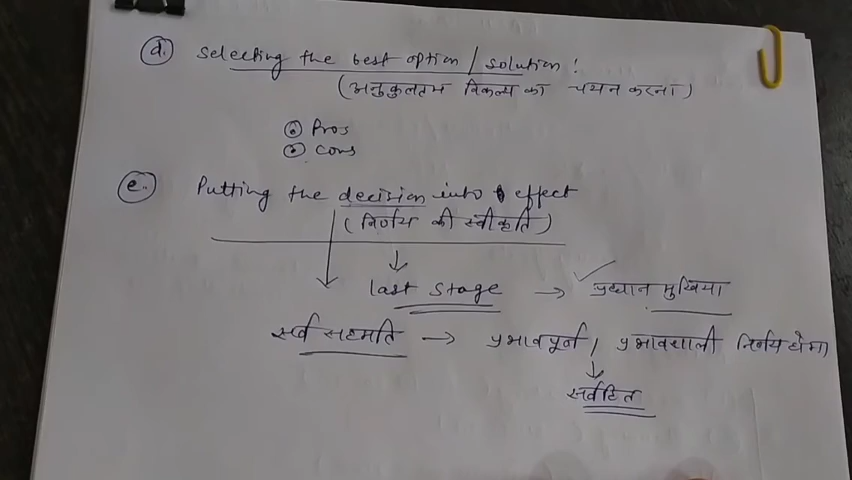 d. Selecting the best option / solution :
(अनुकुलतम विकल्प का चयन करना)
⊙ Pros
⊙ Cons
e. Putting the decision into effect
(निर्णय की स्वीकृति)
↓
last stage → ✓ प्रधान मुखिया
सर्व सहमति → प्रभावपूर्न / प्रभावशाली निर्णय होगा
↓
सर्वहित